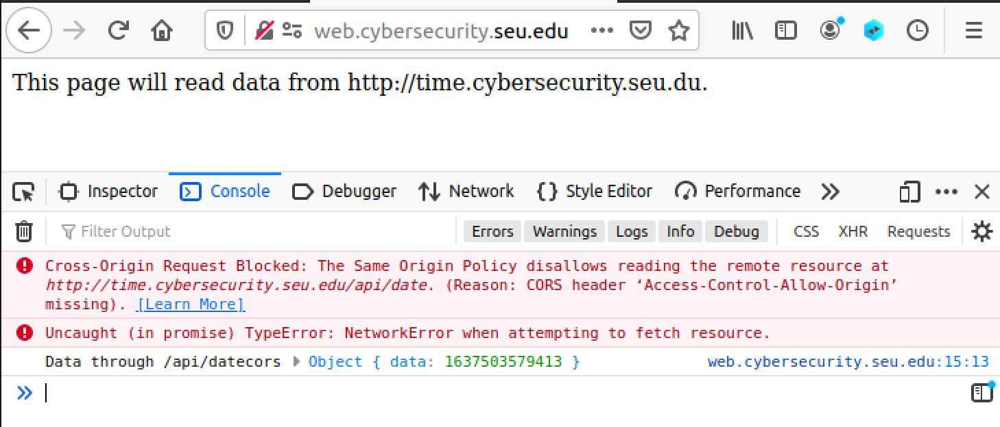 web.cybersecurity.seu.edu
This page will read data from http://time.cybersecurity.seu.du.
Inspector Console Debugger Network Style Editor Performance
Filter Output Errors Warnings Logs Info Debug CSS XHR Requests
Cross-Origin Request Blocked: The Same Origin Policy disallows reading the remote resource at
http://time.cybersecurity.seu.edu/api/date. (Reason: CORS header ‘Access-Control-Allow-Origin’
missing). [Learn More]
Uncaught (in promise) TypeError: NetworkError when attempting to fetch resource.
Data through /api/datecors Object { data: 1637503579413 } web.cybersecurity.seu.edu:15:13